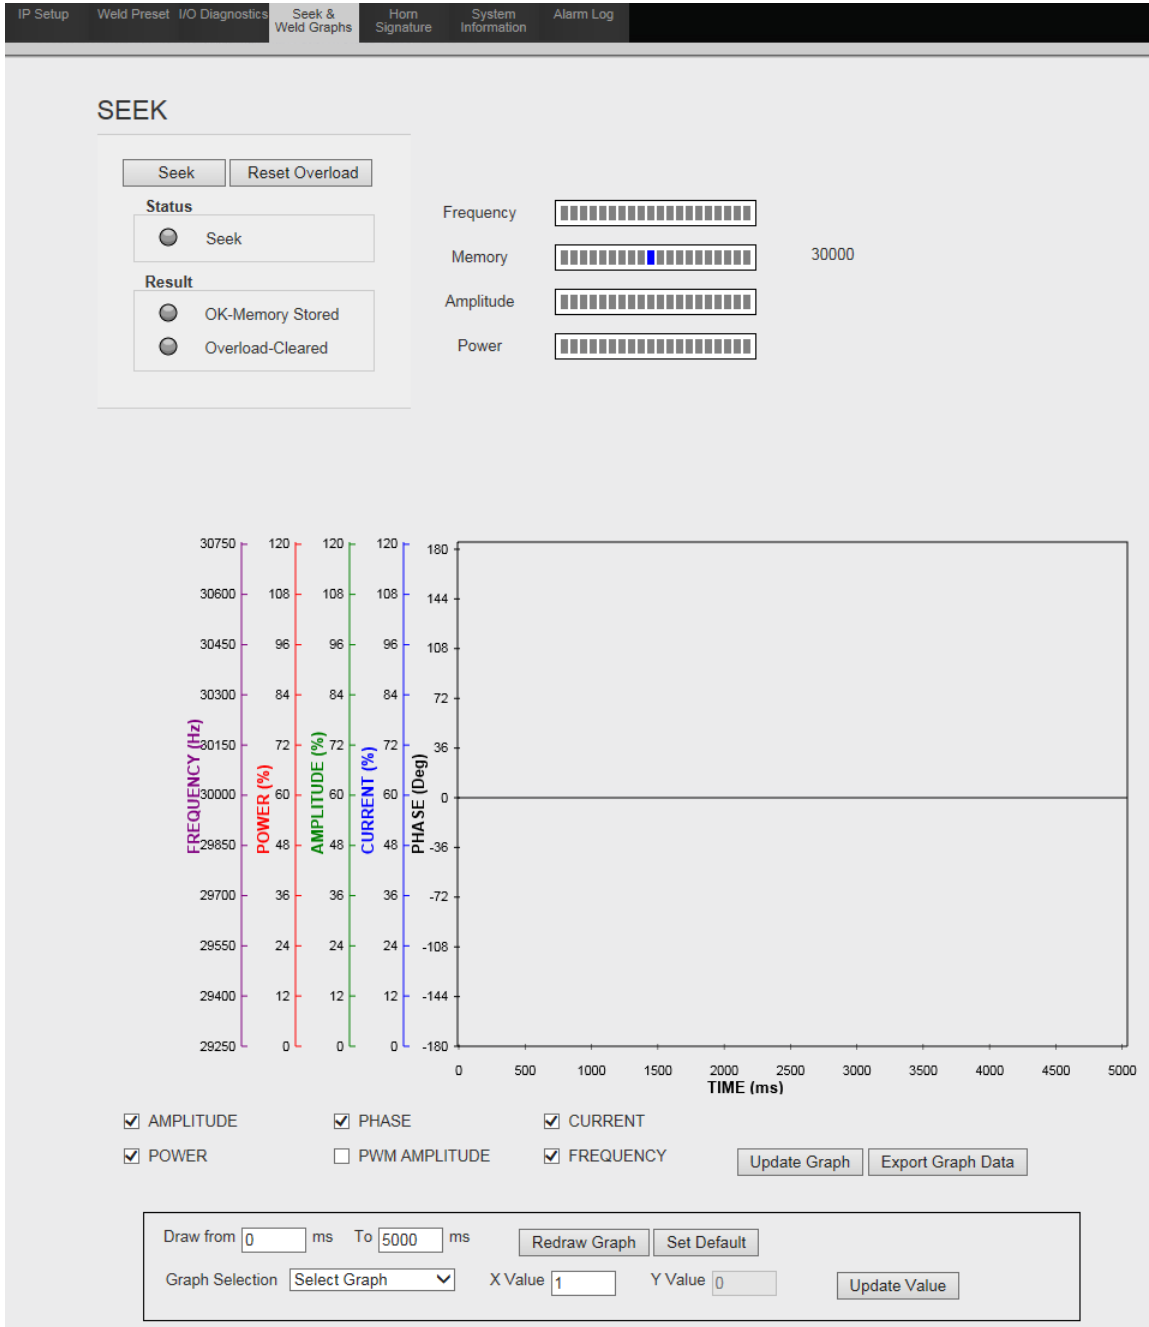 IP Setup Weld Preset I/O Diagnostics Seek & Weld Graphs Horn Signature System Information Alarm Log
SEEK
Seek Reset Overload
Status
Seek
Result
OK-Memory Stored
Overload-Cleared
Frequency
Memory 30000
Amplitude
Power
30750 120 120 120 180
30600 108 108 108 144
30450 96 96 96 108
30300 84 84 84 72
30150 72 72 72 36
30000 60 60 60 0
29850 48 48 48 -36
29700 36 36 36 -72
29550 24 24 24 -108
29400 12 12 12 -144
29250 0 0 0 -180
FREQUENCY (Hz)
POWER (%)
AMPLITUDE (%)
CURRENT (%)
PHASE (Deg)
0 500 1000 1500 2000 2500 3000 3500 4000 4500 5000
TIME (ms)
AMPLITUDE PHASE CURRENT
POWER PWM AMPLITUDE FREQUENCY Update Graph Export Graph Data
Draw from 0 ms To 5000 ms Redraw Graph Set Default
Graph Selection Select Graph X Value 1 Y Value 0 Update Value